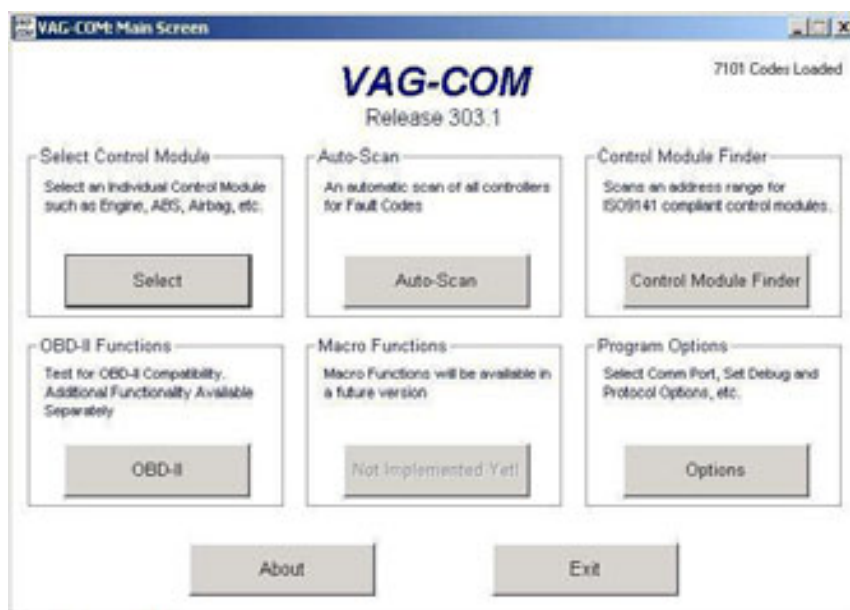 VAG-COM: Main Screen
VAG-COM
7101 Codes Loaded
Release 303.1
Select Control Module
Select an Individual Control Module
such as Engine, ABS, Airbag, etc.
Select
Auto-Scan
An automatic scan of all controllers
for Fault Codes
Auto-Scan
Control Module Finder
Scans an address range for
ISO9141 compliant control modules.
Control Module Finder
OBD-II Functions
Test for OBD-II Compatibility.
Additional Functionality Available
Separately
OBD-II
Macro Functions
Macro Functions will be available in
a future version
Not Implemented Yet!
Program Options
Select Comm Port, Set Debug and
Protocol Options, etc.
Options
About
Exit